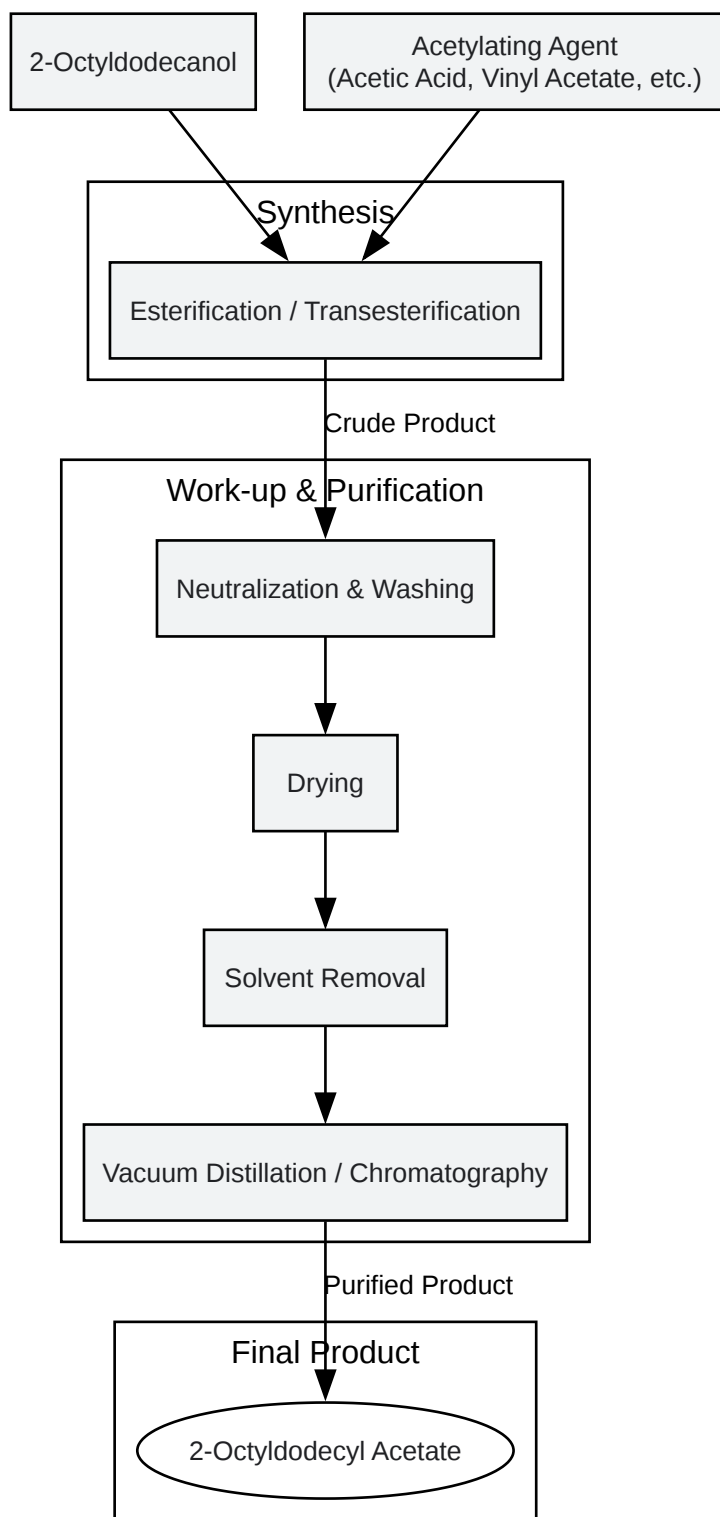 2-Octyldodecanol
Acetylating Agent
(Acetic Acid, Vinyl Acetate, etc.)
Synthesis
Esterification / Transesterification
Crude Product
Work-up & Purification
Neutralization & Washing
Drying
Solvent Removal
Vacuum Distillation / Chromatography
Purified Product
Final Product
2-Octyldodecyl Acetate